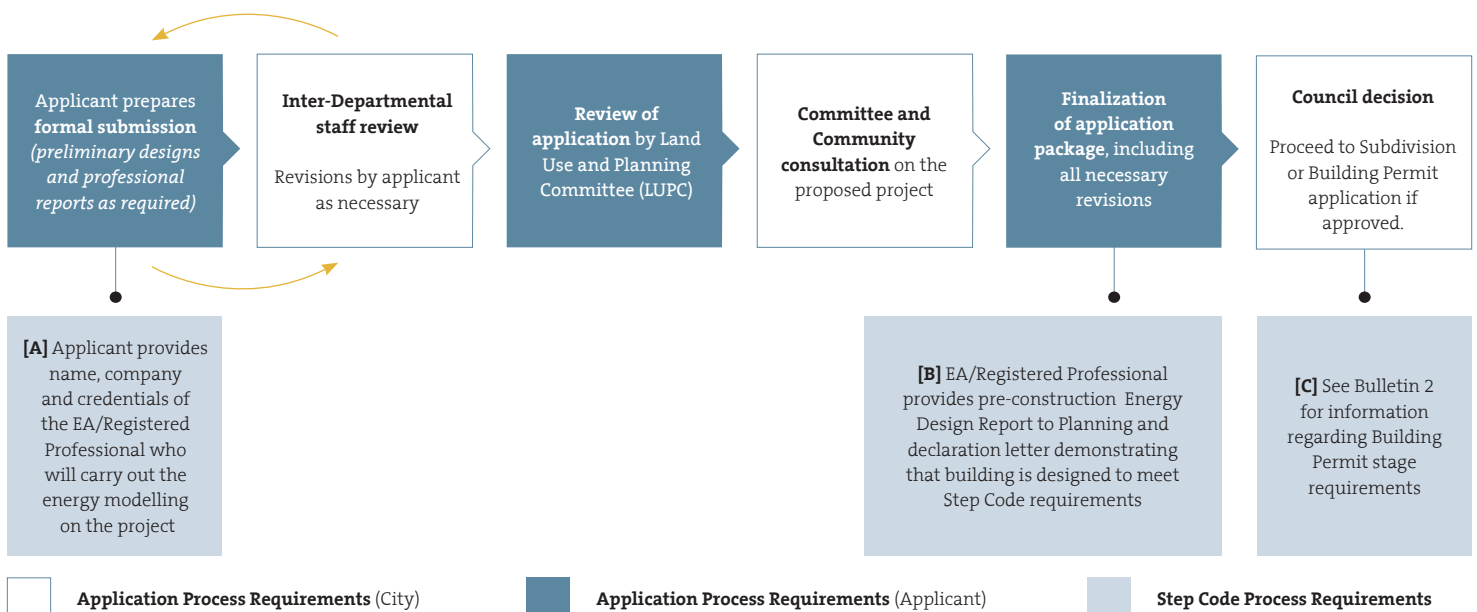 Applicant prepares
formal submission
(preliminary designs
and professional
reports as required)
Inter-Departmental
staff review
Revisions by applicant
as necessary
Review of
application by Land
Use and Planning
Committee (LUPC)
Committee and
Community
consultation on the
proposed project
Finalization
of application
package, including
all necessary
revisions
Council decision
Proceed to Subdivision
or Building Permit
application if
approved.
[A] Applicant provides
name, company
and credentials of
the EA/Registered
Professional who
will carry out the
energy modelling
on the project
[B] EA/Registered Professional
provides pre-construction Energy
Design Report to Planning and
declaration letter demonstrating
that building is designed to meet
Step Code requirements
[C] See Bulletin 2
for information
regarding Building
Permit stage
requirements
Application Process Requirements (City)
Application Process Requirements (Applicant)
Step Code Process Requirements